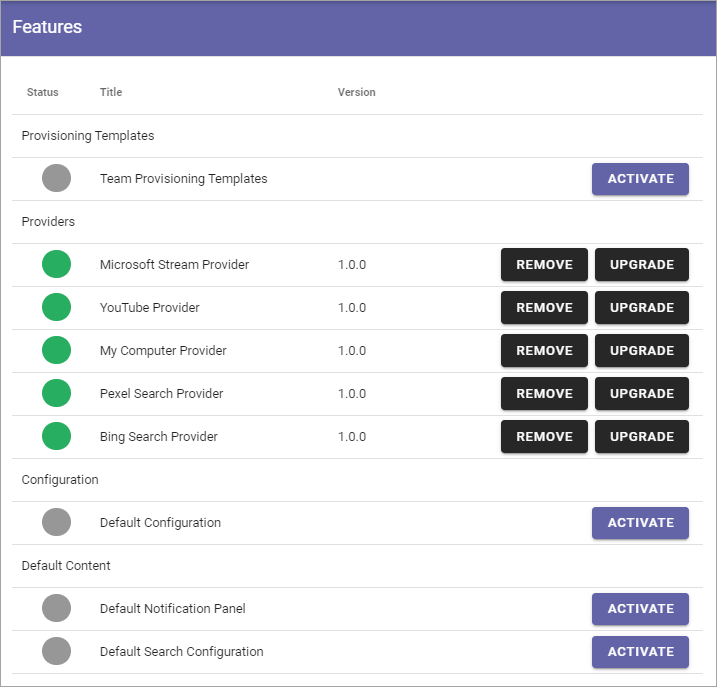 Features
Status Title Version
Provisioning Templates
Team Provisioning Templates ACTIVATE
Providers
Microsoft Stream Provider 1.0.0 REMOVE UPGRADE
YouTube Provider 1.0.0 REMOVE UPGRADE
My Computer Provider 1.0.0 REMOVE UPGRADE
Pexel Search Provider 1.0.0 REMOVE UPGRADE
Bing Search Provider 1.0.0 REMOVE UPGRADE
Configuration
Default Configuration ACTIVATE
Default Content
Default Notification Panel ACTIVATE
Default Search Configuration ACTIVATE